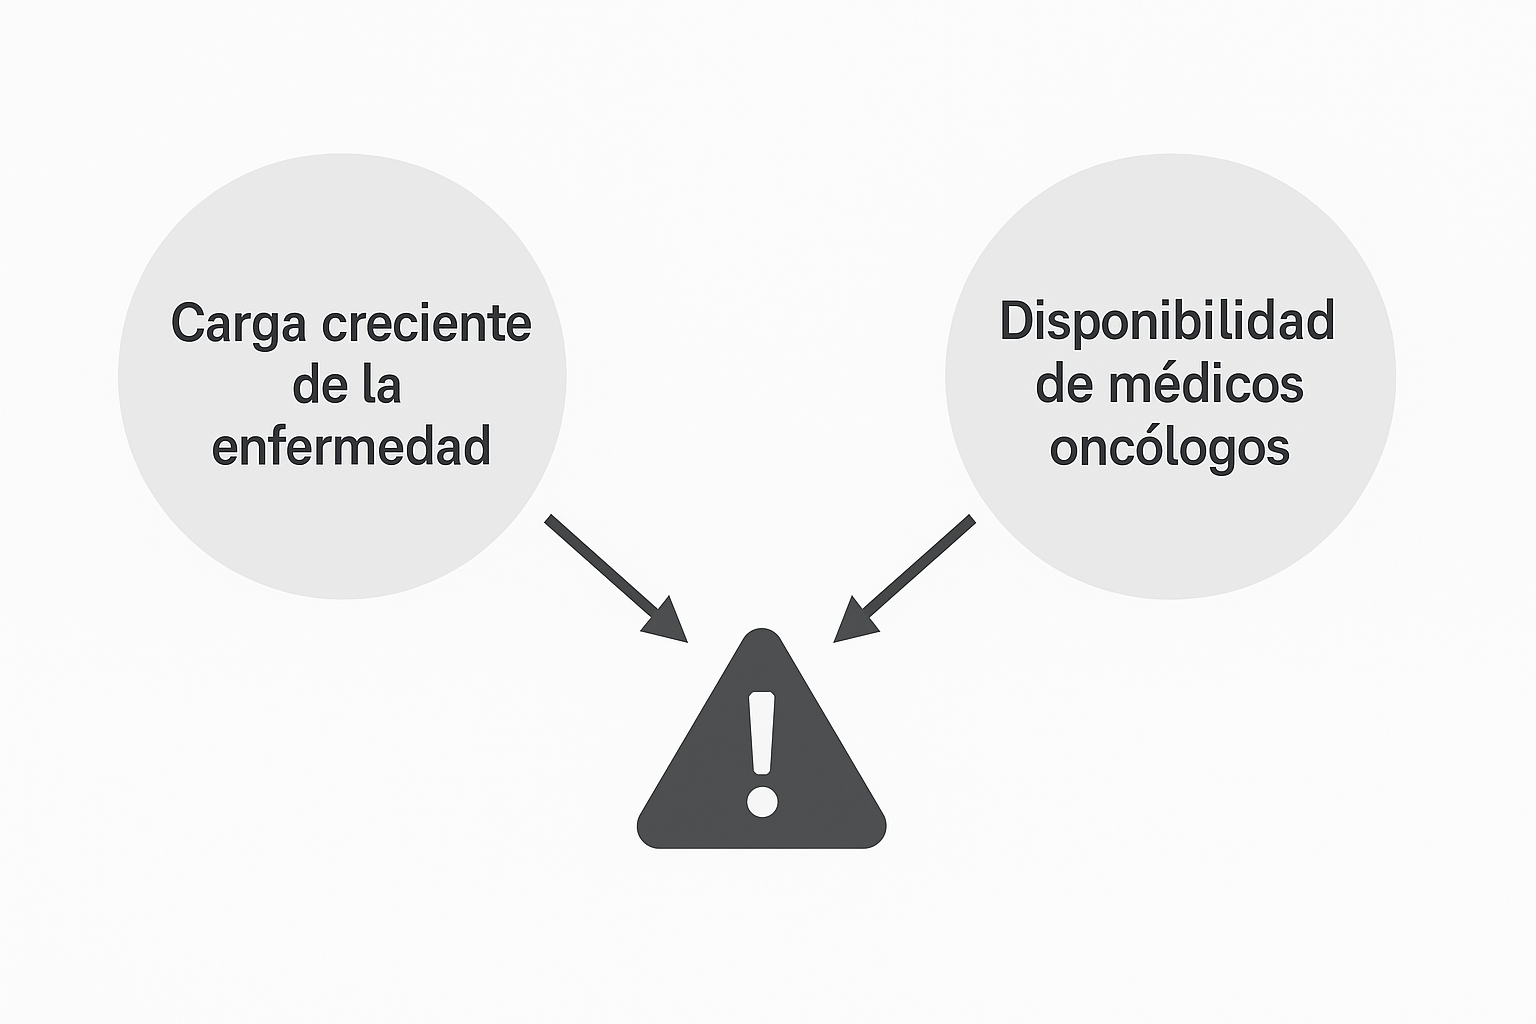 Carga creciente
de la
enfermedad
Disponibilidad
de médicos
oncólogos
!